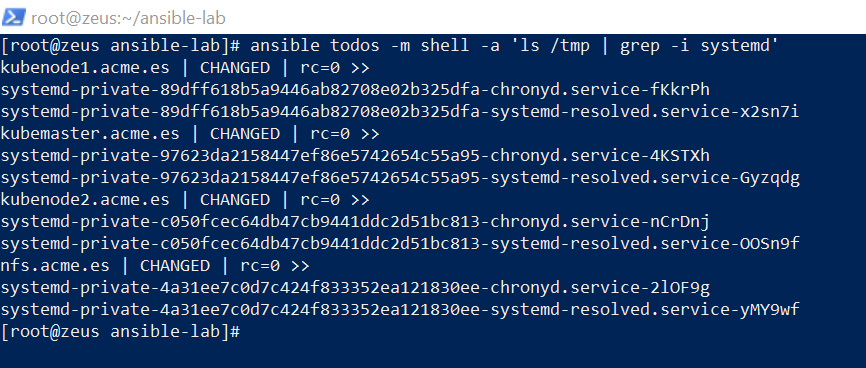 root@zeus:~/ansible-lab
[root@zeus ansible-lab]# ansible todos -m shell -a 'ls /tmp | grep -i systemd'
kubenode1.acme.es | CHANGED | rc=0 >>
systemd-private-89dff618b5a9446ab82708e02b325dfa-chronyd.service-fKkrPh
systemd-private-89dff618b5a9446ab82708e02b325dfa-systemd-resolved.service-x2sn7i
kubemaster.acme.es | CHANGED | rc=0 >>
systemd-private-97623da2158447ef86e5742654c55a95-chronyd.service-4KSTXh
systemd-private-97623da2158447ef86e5742654c55a95-systemd-resolved.service-Gyzqdg
kubenode2.acme.es | CHANGED | rc=0 >>
systemd-private-c050fcec64db47cb9441ddc2d51bc813-chronyd.service-nCrDnj
systemd-private-c050fcec64db47cb9441ddc2d51bc813-systemd-resolved.service-OOSn9f
nfs.acme.es | CHANGED | rc=0 >>
systemd-private-4a31ee7c0d7c424f833352ea121830ee-chronyd.service-2lOF9g
systemd-private-4a31ee7c0d7c424f833352ea121830ee-systemd-resolved.service-yMY9wf
[root@zeus ansible-lab]#